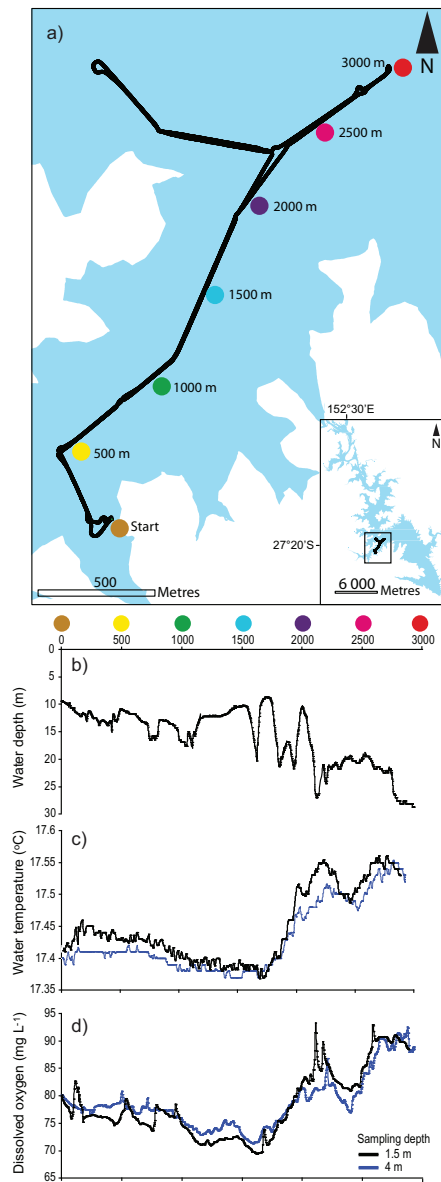 a)
N
3000 m
2500 m
2000 m
1500 m
1000 m
500 m
Start
500
Metres
152°30'E
N
27°20'S
6 000
Metres
0 500 1000 1500 2000 2500 3000
b)
Water depth (m)
0
5
10
15
20
25
30
c)
Water temperature (°C)
17.6
17.55
17.5
17.45
17.4
17.35
d)
Dissolved oxygen (mg L-1)
95
90
85
80
75
70
65
Sampling depth
1.5 m
4 m